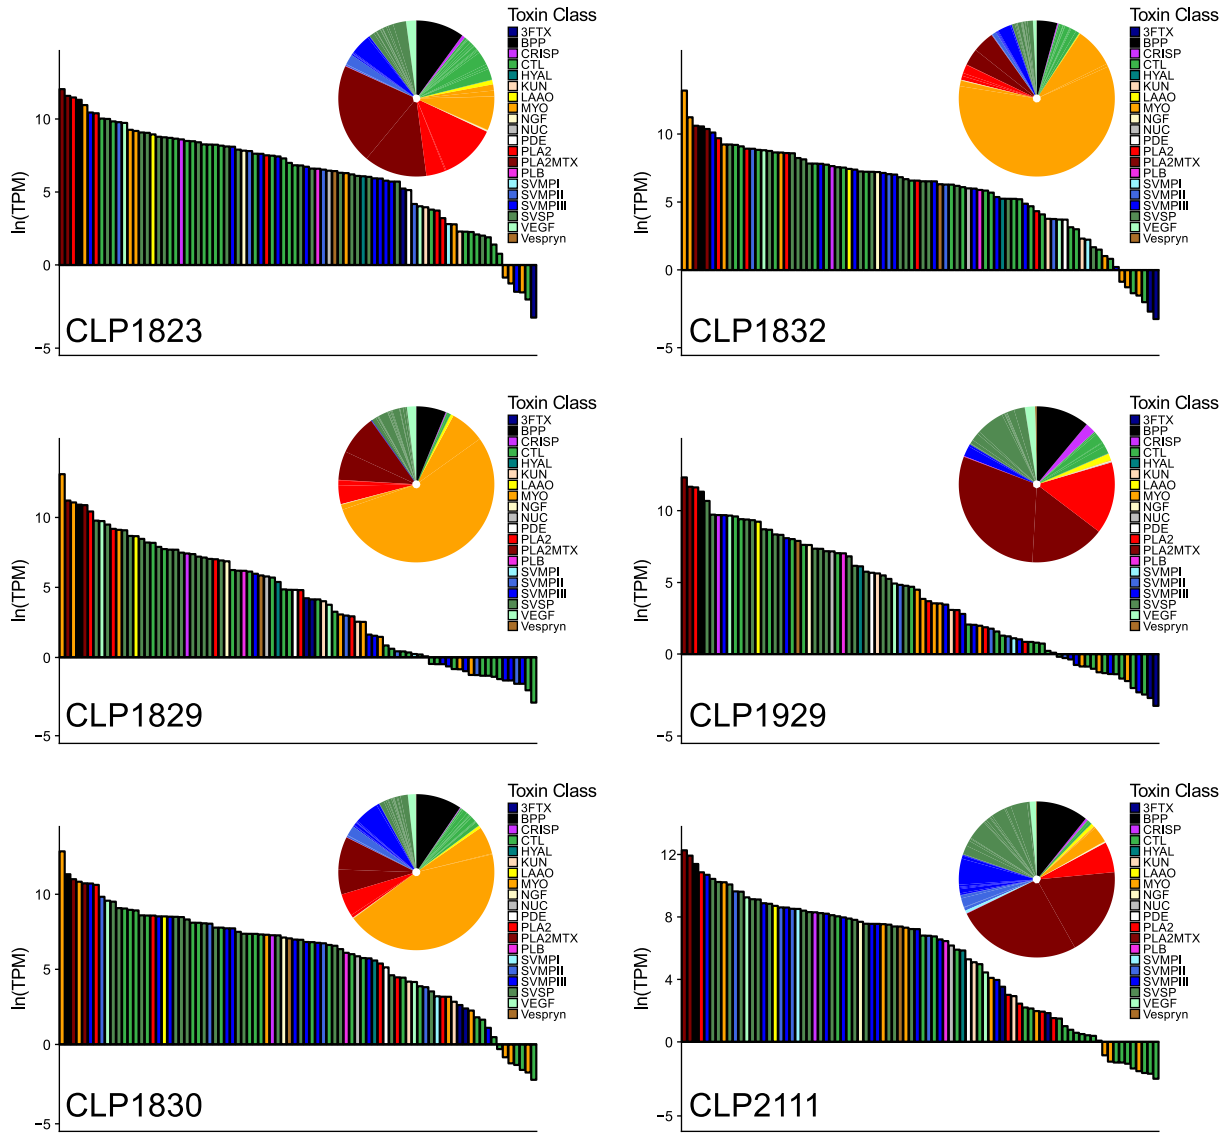 Toxin Class
3FTX
BPP
CRISP
CTL
HYAL
KUN
LAAO
MYO
NGF
NUC
PDE
PLA2
PLA2MTX
PLB
SVMPI
SVMPII
SVMPIII
SVSP
VEGF
Vespryn
ln(TPM)
10
5
0
−5
CLP1823
Toxin Class
3FTX
BPP
CRISP
CTL
HYAL
KUN
LAAO
MYO
NGF
NUC
PDE
PLA2
PLA2MTX
PLB
SVMPI
SVMPII
SVMPIII
SVSP
VEGF
Vespryn
ln(TPM)
10
5
0
−5
CLP1832
Toxin Class
3FTX
BPP
CRISP
CTL
HYAL
KUN
LAAO
MYO
NGF
NUC
PDE
PLA2
PLA2MTX
PLB
SVMPI
SVMPII
SVMPIII
SVSP
VEGF
Vespryn
ln(TPM)
10
5
0
−5
CLP1829
Toxin Class
3FTX
BPP
CRISP
CTL
HYAL
KUN
LAAO
MYO
NGF
NUC
PDE
PLA2
PLA2MTX
PLB
SVMPI
SVMPII
SVMPIII
SVSP
VEGF
Vespryn
ln(TPM)
10
5
0
−5
CLP1929
Toxin Class
3FTX
BPP
CRISP
CTL
HYAL
KUN
LAAO
MYO
NGF
NUC
PDE
PLA2
PLA2MTX
PLB
SVMPI
SVMPII
SVMPIII
SVSP
VEGF
Vespryn
ln(TPM)
10
5
0
−5
CLP1830
Toxin Class
3FTX
BPP
CRISP
CTL
HYAL
KUN
LAAO
MYO
NGF
NUC
PDE
PLA2
PLA2MTX
PLB
SVMPI
SVMPII
SVMPIII
SVSP
VEGF
Vespryn
ln(TPM)
12
8
4
0
−5
CLP2111